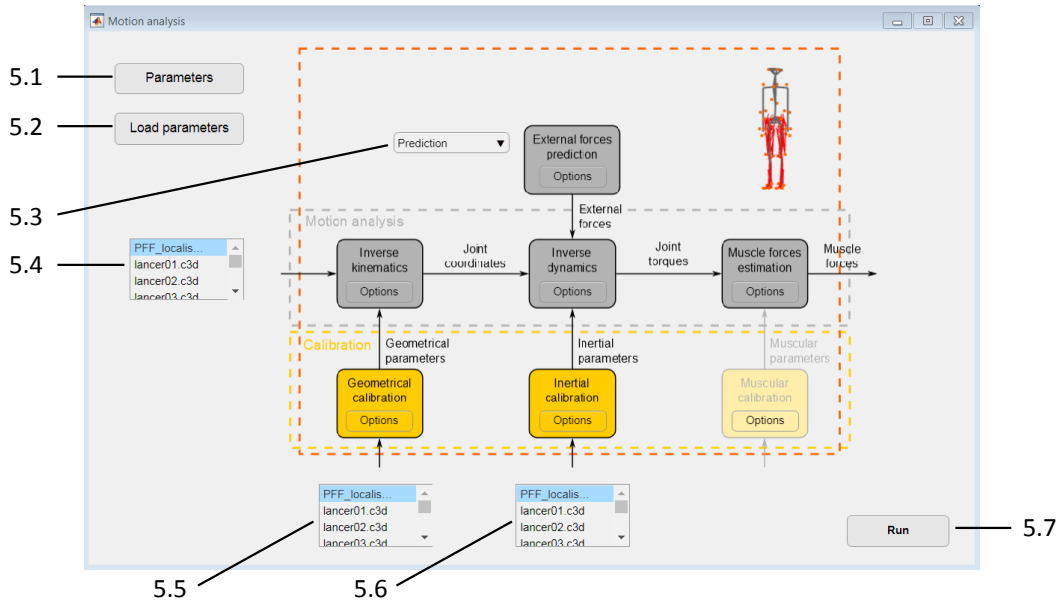 Motion analysis
5.1
Parameters
5.2
Load parameters
Prediction
External forces
prediction
Options
5.3
External
forces
Motion analysis
5.4
PFF_localis...
lancer01.c3d
lancer02.c3d
lancer03.c3d
Inverse
kinematics
Options
Joint
coordinates
Inverse
dynamics
Options
Joint
torques
Muscle forces
estimation
Options
Muscle
forces
Calibration
Geometrical
parameters
Inertial
parameters
Muscular
parameters
Geometrical
calibration
Options
Inertial
calibration
Options
Muscular
calibration
Options
PFF_localis...
lancer01.c3d
lancer02.c3d
lancer03.c3d
PFF_localis...
lancer01.c3d
lancer02.c3d
lancer03.c3d
Run
5.7
5.5
5.6